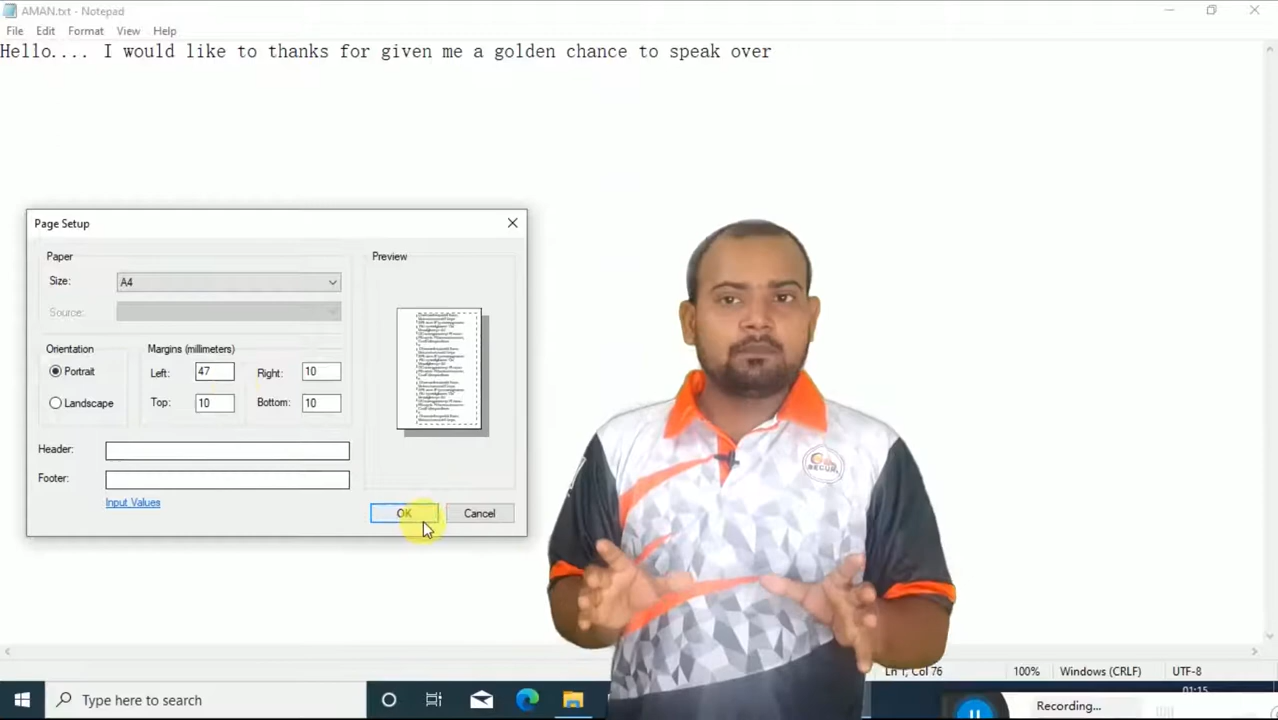 AMAN.txt - Notepad
File Edit Format View Help
Hello.... I would like to thanks for given me a golden chance to speak over
Page Setup
Paper
Size: A4
Source:
Preview
Orientation
Portrait
Landscape
Margins (millimeters)
Left: 47 Right: 10
10 Bottom: 10
Header:
Footer:
Input Values
OK Cancel
SECUR
Ln 1, Col 76 100% Windows (CRLF) UTF-8
Type here to search
01:15
Recording...